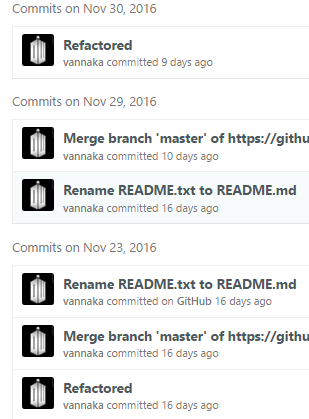 Commits on Nov 30, 2016
Refactored
vannaka committed 9 days ago
Commits on Nov 29, 2016
Merge branch 'master' of https://githu
vannaka committed 10 days ago
Rename README.txt to README.md
vannaka committed 16 days ago
Commits on Nov 23, 2016
Rename README.txt to README.md
vannaka committed on GitHub 16 days ago
Merge branch 'master' of https://githu
vannaka committed 16 days ago
Refactored
vannaka committed 16 days ago